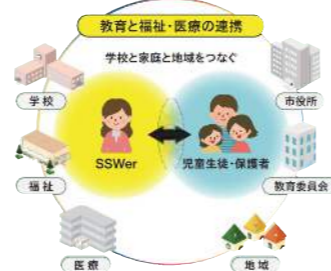 教育と福祉・医療の連携
学校と家庭と地域をつなぐ
学校
市役所
SSWer
児童生徒・保護者
福祉
教育委員会
医療
地域